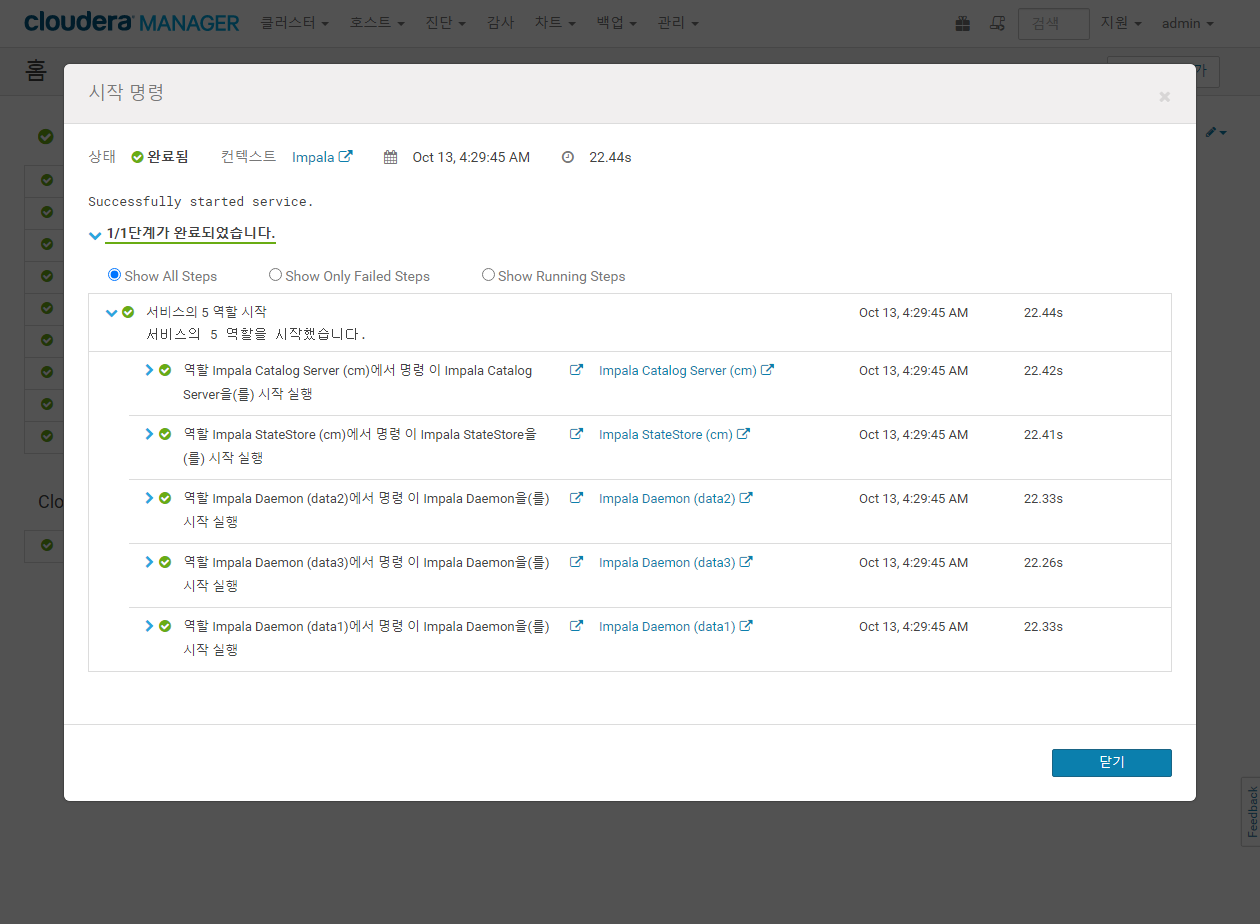 cloudera MANAGER 클러스터 호스트 진단 감사 차트 백업 관리 검색 지원 admin
홈
가
시작 명령
상태 완료됨 컨텍스트 Impala Oct 13, 4:29:45 AM 22.44s
Successfully started service.
1/1단계가 완료되었습니다.
Show All Steps Show Only Failed Steps Show Running Steps
서비스의 5 역할 시작 Oct 13, 4:29:45 AM 22.44s
서비스의 5 역할을 시작했습니다.
역할 Impala Catalog Server (cm)에서 명령 이 Impala Catalog Impala Catalog Server (cm) Oct 13, 4:29:45 AM 22.42s
Server을(를) 시작 실행
역할 Impala StateStore (cm)에서 명령 이 Impala StateStore을 Impala StateStore (cm) Oct 13, 4:29:45 AM 22.41s
(를) 시작 실행
역할 Impala Daemon (data2)에서 명령 이 Impala Daemon을(를) Impala Daemon (data2) Oct 13, 4:29:45 AM 22.33s
시작 실행
역할 Impala Daemon (data3)에서 명령 이 Impala Daemon을(를) Impala Daemon (data3) Oct 13, 4:29:45 AM 22.26s
시작 실행
역할 Impala Daemon (data1)에서 명령 이 Impala Daemon을(를) Impala Daemon (data1) Oct 13, 4:29:45 AM 22.33s
시작 실행
Clo
닫기
Feedback